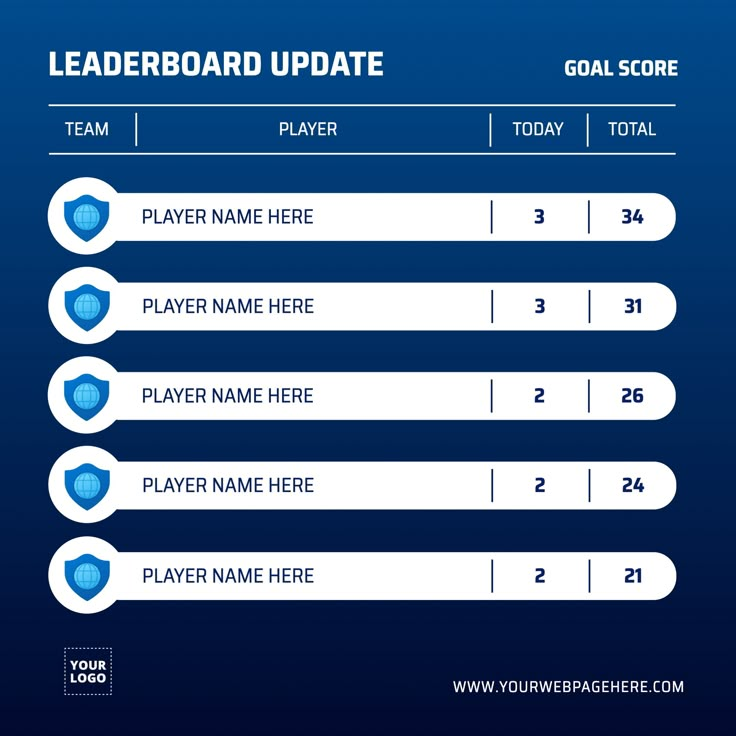 LEADERBOARD UPDATE
GOAL SCORE
TEAM PLAYER TODAY TOTAL
PLAYER NAME HERE 3 34
PLAYER NAME HERE 3 31
PLAYER NAME HERE 2 26
PLAYER NAME HERE 2 24
PLAYER NAME HERE 2 21
YOUR
LOGO
WWW.YOURWEBPAGEHERE.COM